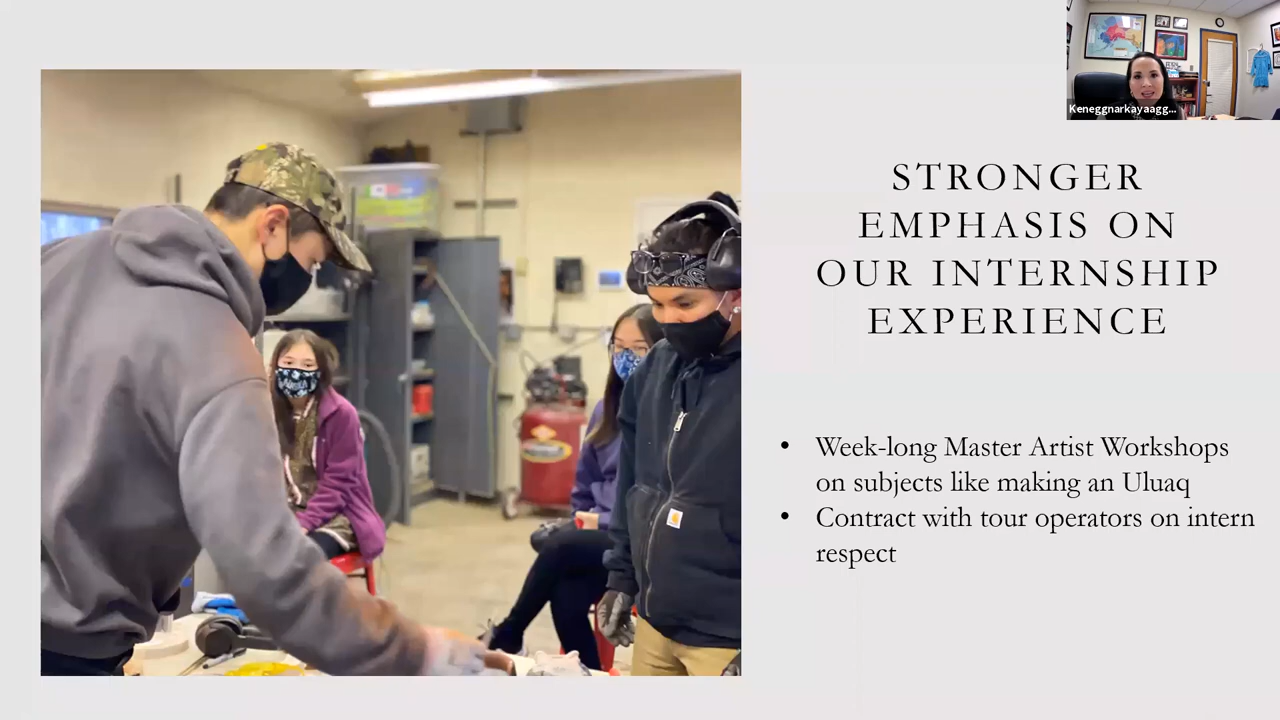 Keneggnarkayaagg...
STRONGER
EMPHASIS ON
OUR INTERNSHIP
EXPERIENCE
• Week-long Master Artist Workshops
on subjects like making an Uluaq
• Contract with tour operators on intern
respect